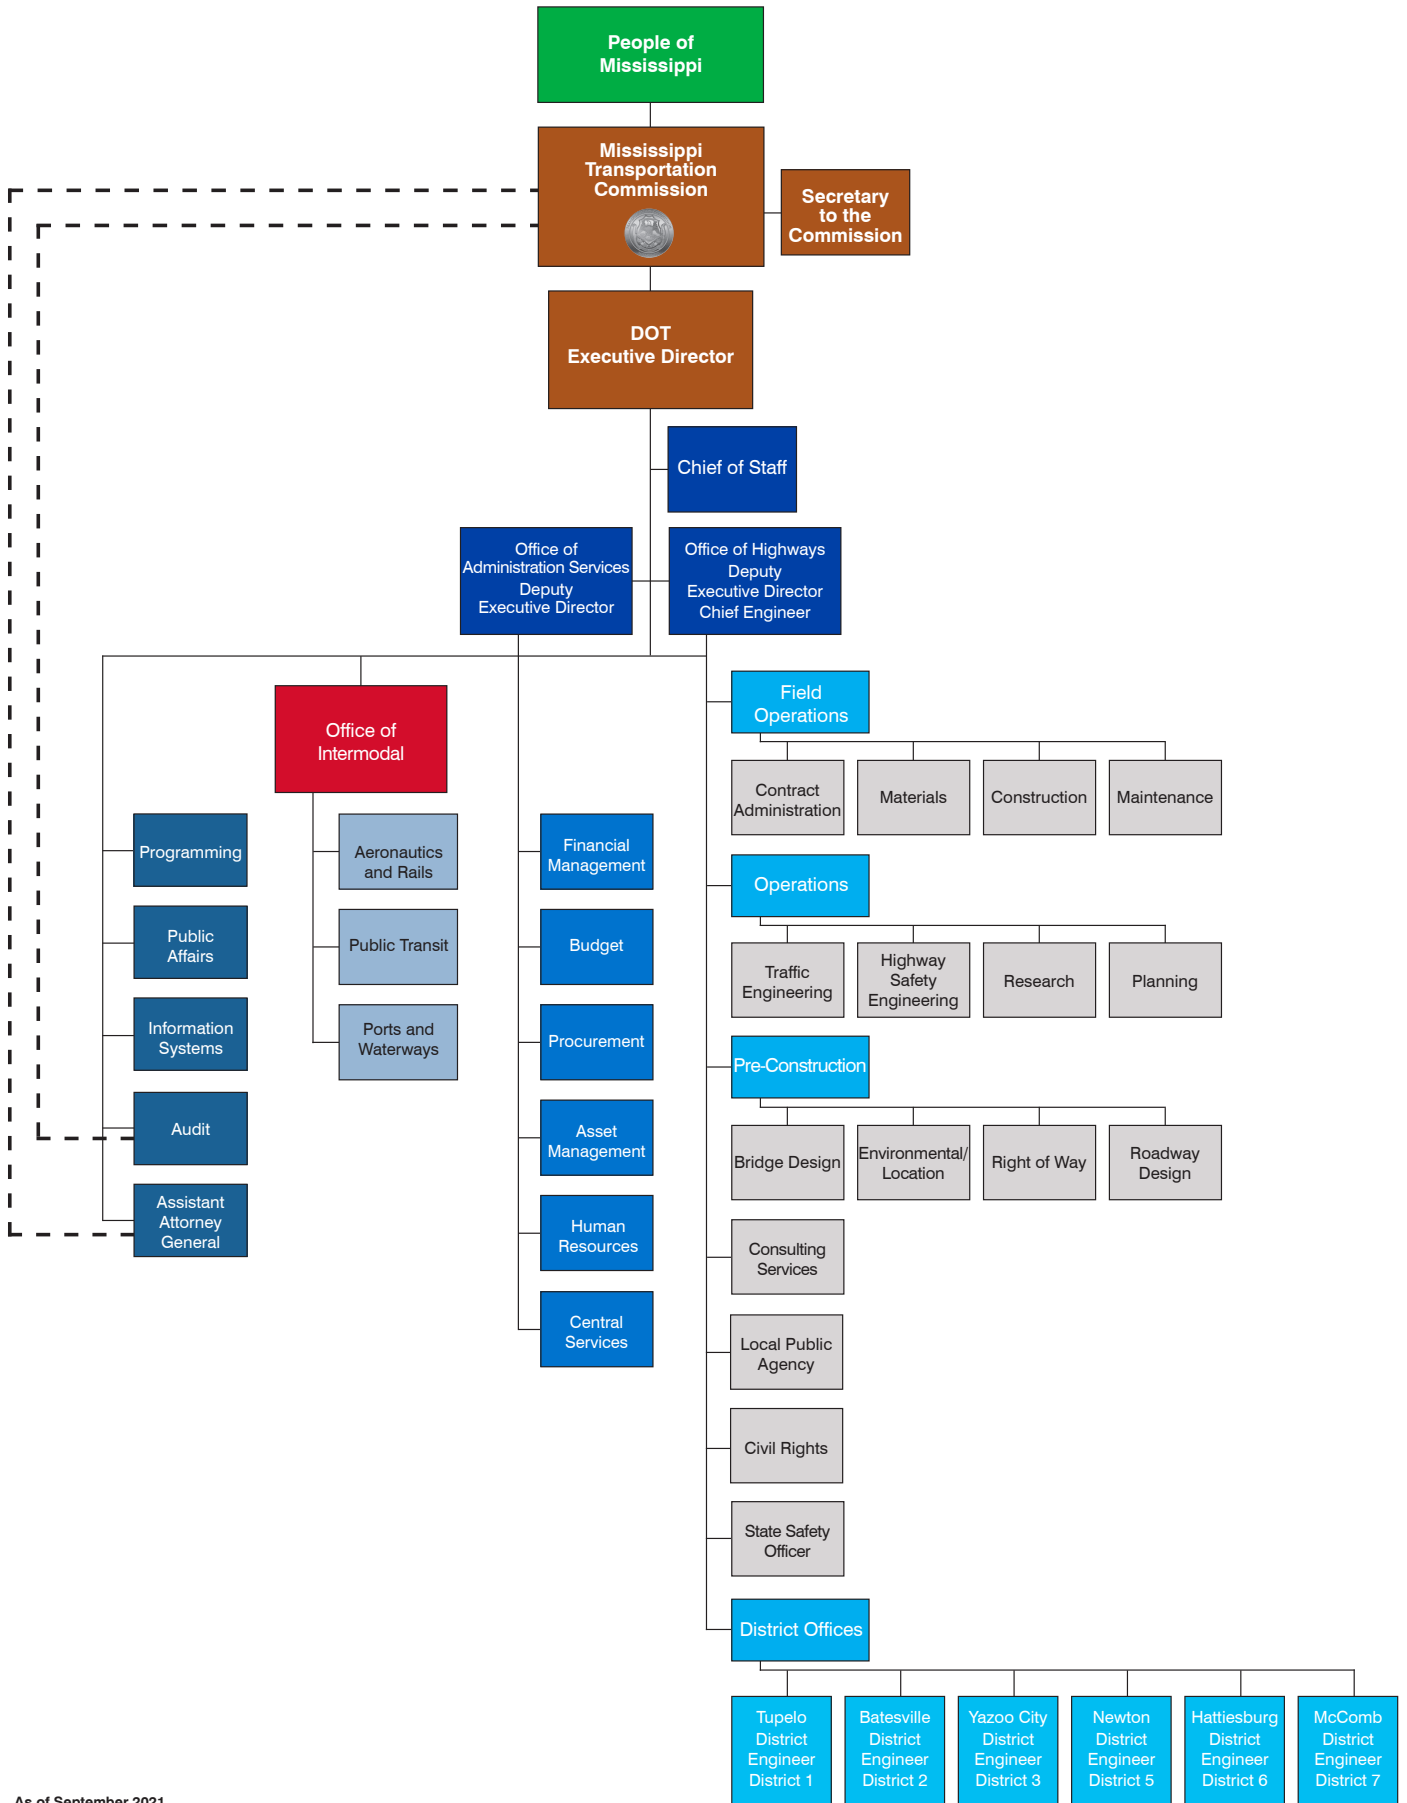 People of
Mississippi
Mississippi
Transportation
Commission
Secretary
to the
Commission
DOT
Executive Director
Chief of Staff
Office of
Administration Services
Deputy
Executive Director
Office of Highways
Deputy
Executive Director
Chief Engineer
Office of
Intermodal
Programming
Public
Affairs
Information
Systems
Audit
Assistant
Attorney
General
Aeronautics
and Rails
Public Transit
Ports and
Waterways
Financial
Management
Budget
Procurement
Asset
Management
Human
Resources
Central
Services
Field
Operations
Contract
Administration
Materials
Construction
Maintenance
Operations
Traffic
Engineering
Highway
Safety
Engineering
Research
Planning
Pre-Construction
Bridge Design
Environmental/
Location
Right of Way
Roadway
Design
Consulting
Services
Local Public
Agency
Civil Rights
State Safety
Officer
District Offices
Tupelo
District
Engineer
District 1
Batesville
District
Engineer
District 2
Yazoo City
District
Engineer
District 3
Newton
District
Engineer
District 5
Hattiesburg
District
Engineer
District 6
McComb
District
Engineer
District 7
As of September 2021